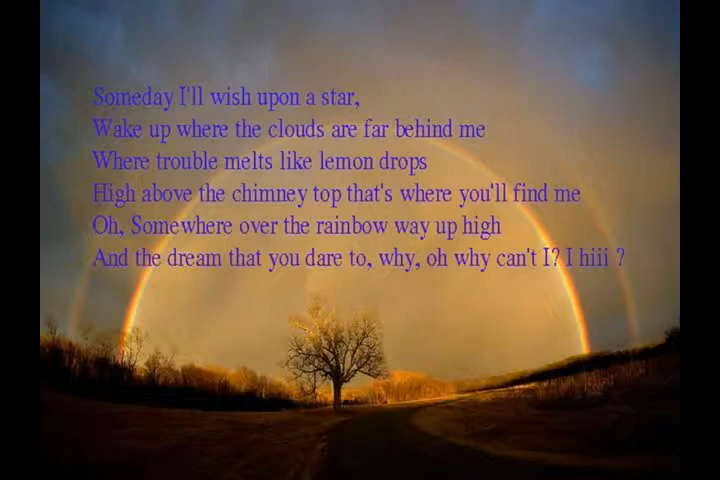 Someday I'll wish upon a star,
Wake up where the clouds are far behind me
Where trouble melts like lemon drops
High above the chimney top that's where you'll find me
Oh, Somewhere over the rainbow way up high
And the dream that you dare to, why, oh why can't I? I hiii ?